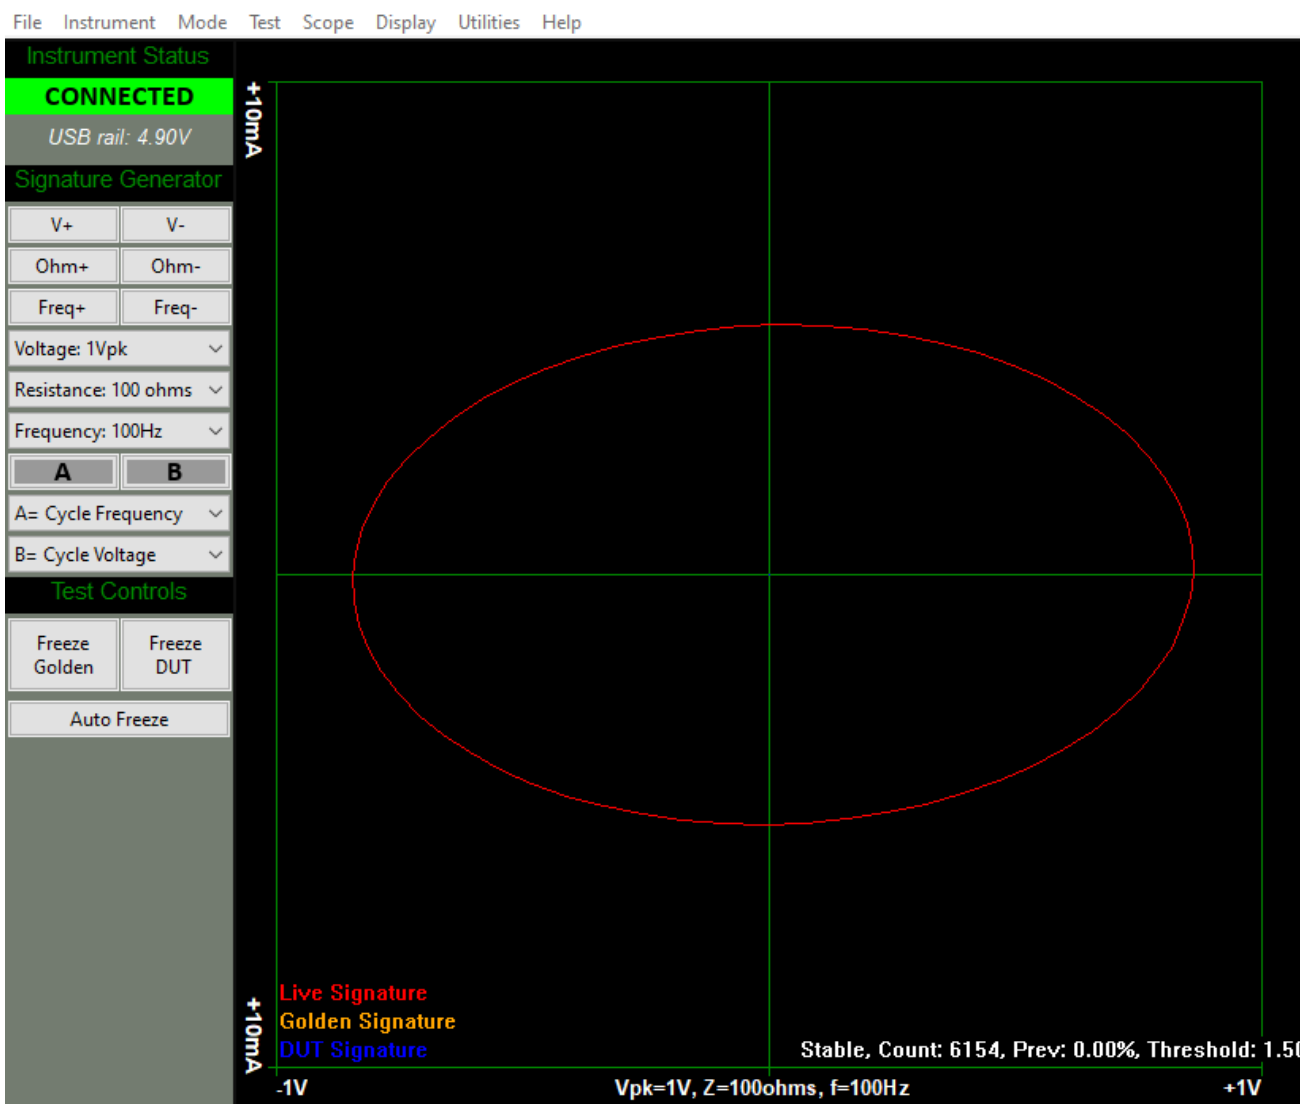 File Instrument Mode Test Scope Display Utilities Help
Instrument Status
CONNECTED
USB rail: 4.90V
Signature Generator
V+ V-
Ohm+ Ohm-
Freq+ Freq-
Voltage: 1Vpk
Resistance: 100 ohms
Frequency: 100Hz
A B
A= Cycle Frequency
B= Cycle Voltage
Test Controls
Freeze Golden
Freeze DUT
Auto Freeze
+10mA
Live Signature
Golden Signature
DUT Signature
+10mA
Stable, Count: 6154, Prev: 0.00%, Threshold: 1.50
-1V Vpk=1V, Z=100ohms, f=100Hz +1V